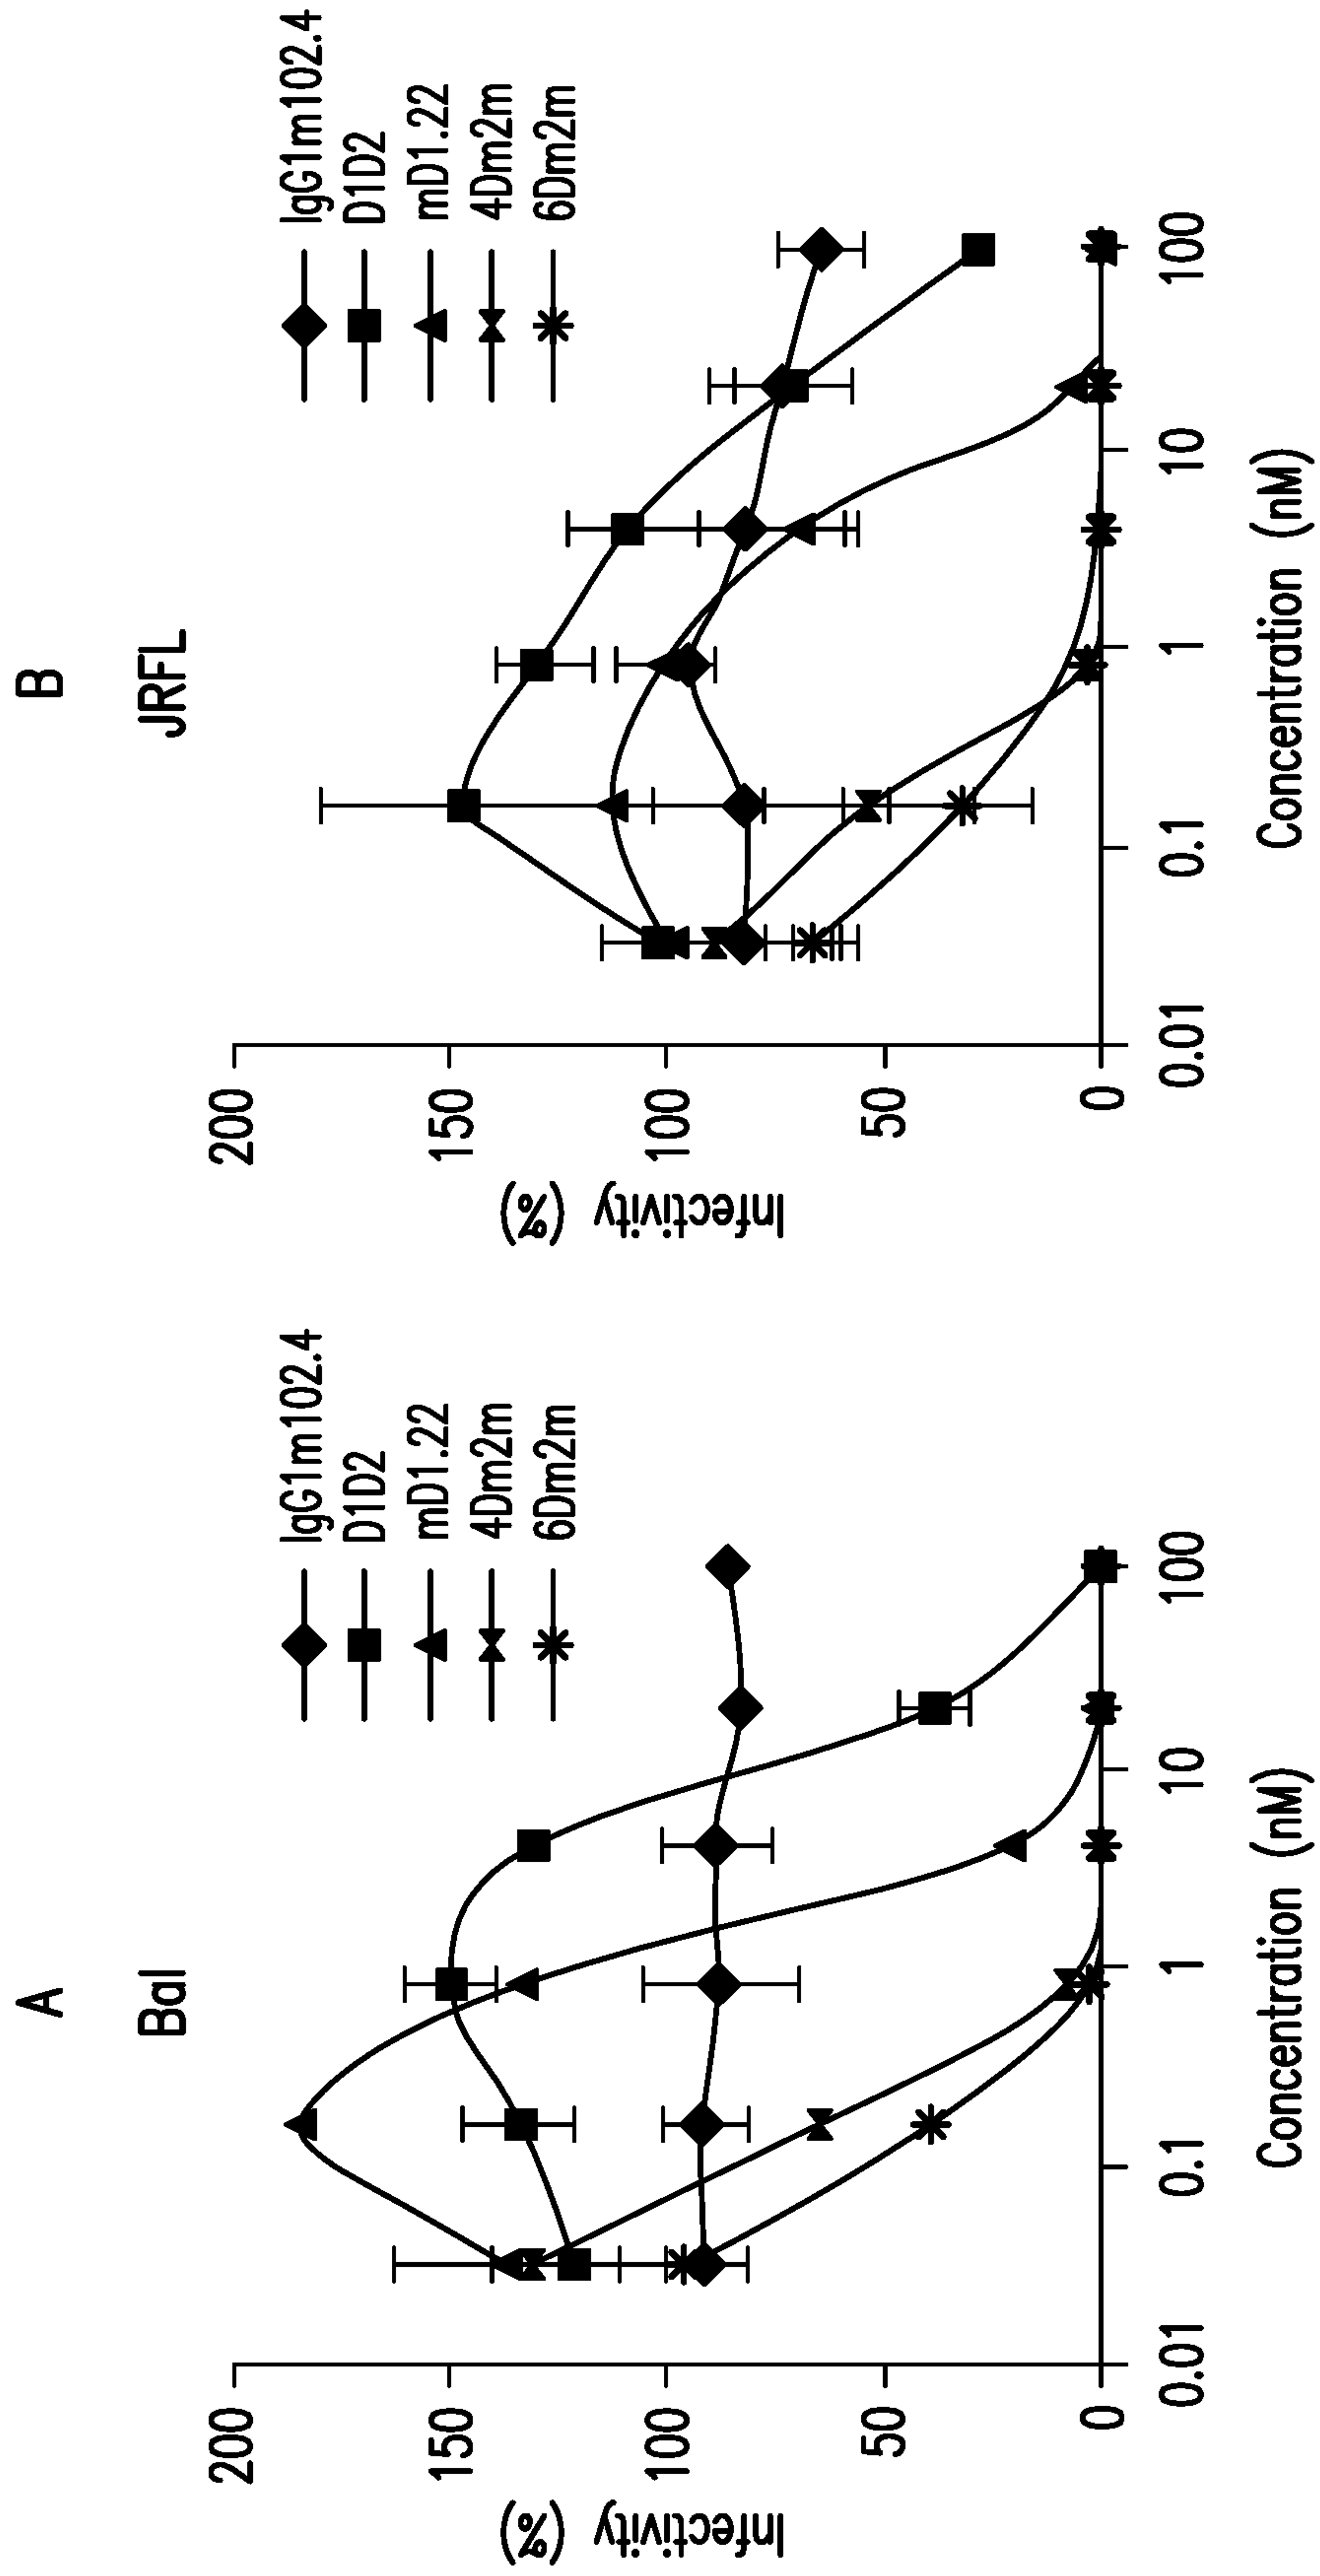 A
Bal
IgG1m102.4
D1D2
mD1.22
4Dm2m
6Dm2m
200
150
100
50
0
Infectivity (%)
0.01
0.1
1
10
100
Concentration (nM)
B
JRFL
IgG1m102.4
D1D2
mD1.22
4Dm2m
6Dm2m
200
150
100
50
0
Infectivity (%)
0.01
0.1
1
10
100
Concentration (nM)